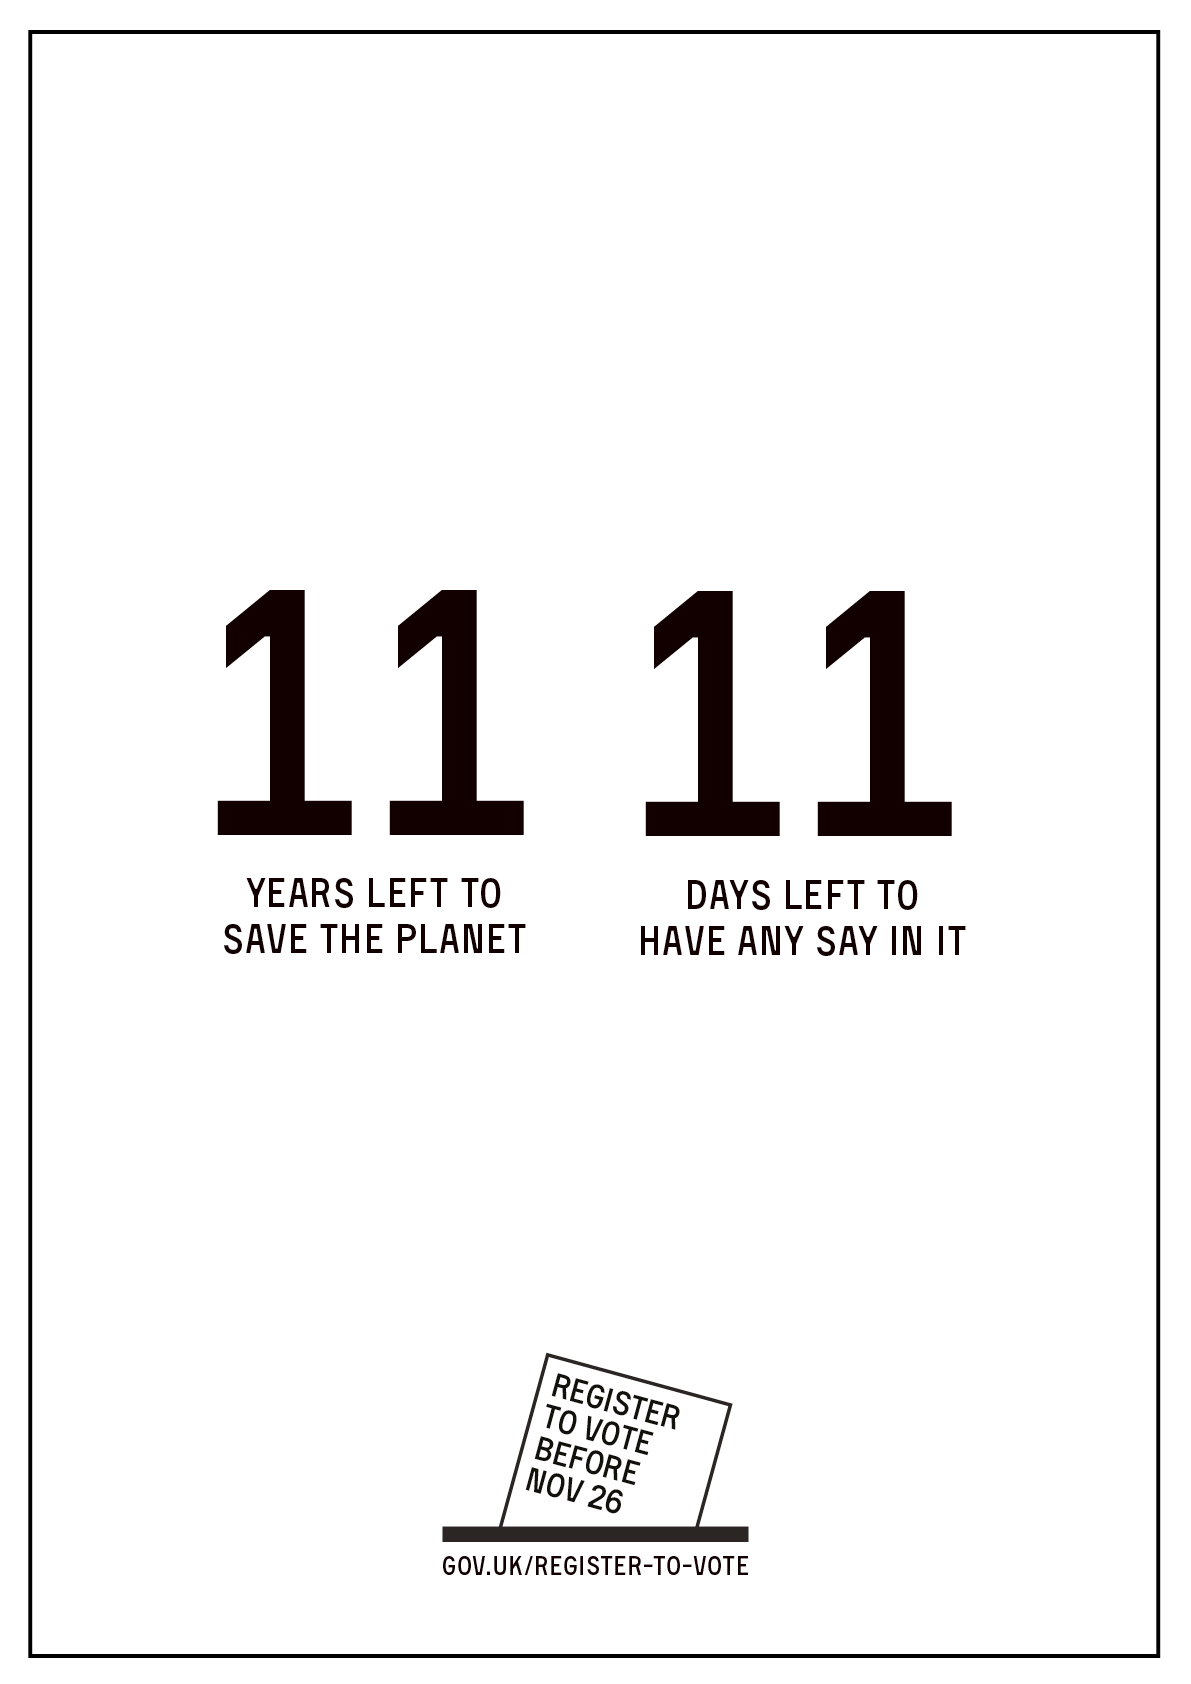 11
YEARS LEFT TO
SAVE THE PLANET
11
DAYS LEFT TO
HAVE ANY SAY IN IT
REGISTER
TO VOTE
BEFORE
NOV 26
GOV.UK/REGISTER-TO-VOTE